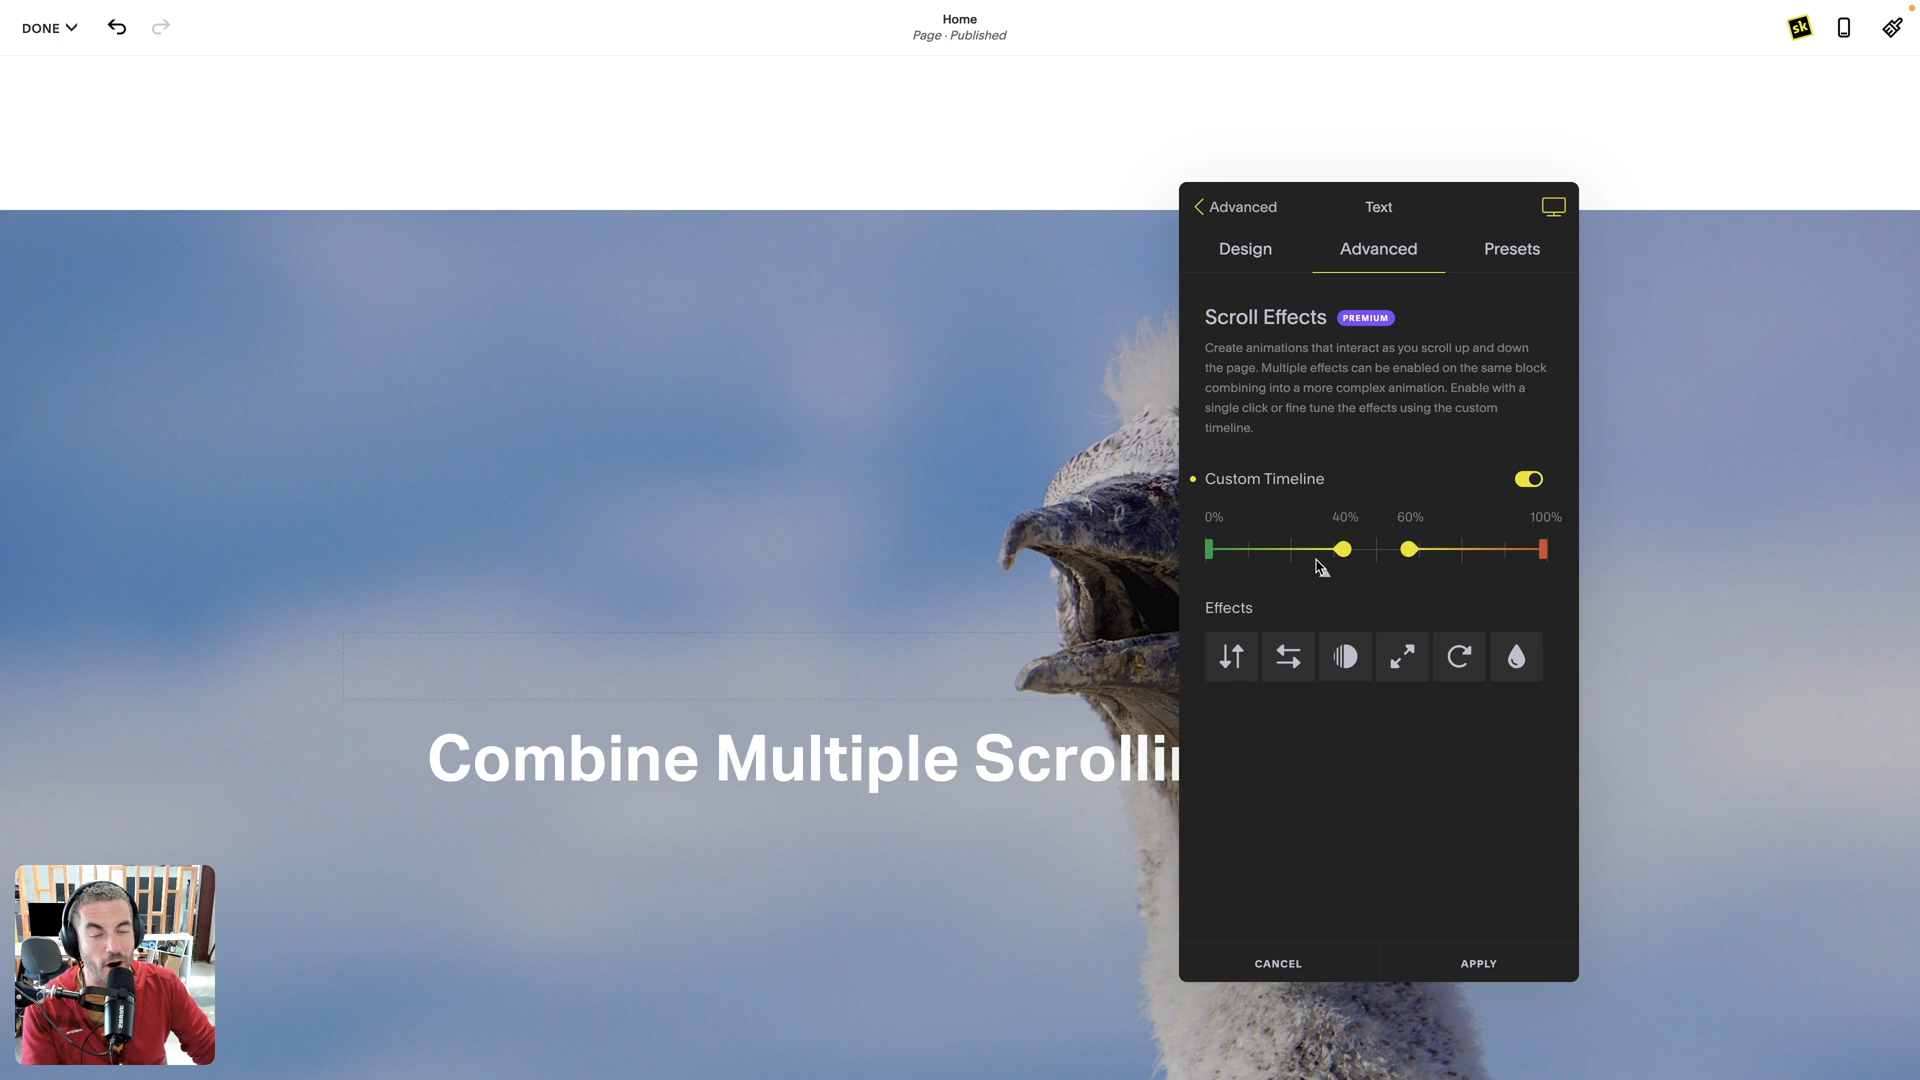 DONE
Home
Page · Published
sk
Advanced
Text
Design
Advanced
Presets
Scroll Effects PREMIUM
Create animations that interact as you scroll up and down
the page. Multiple effects can be enabled on the same block
combining into a more complex animation. Enable with a
single click or fine tune the effects using the custom
timeline.
Custom Timeline
0% 40% 60% 100%
Effects
Combine Multiple Scrollin
CANCEL
APPLY